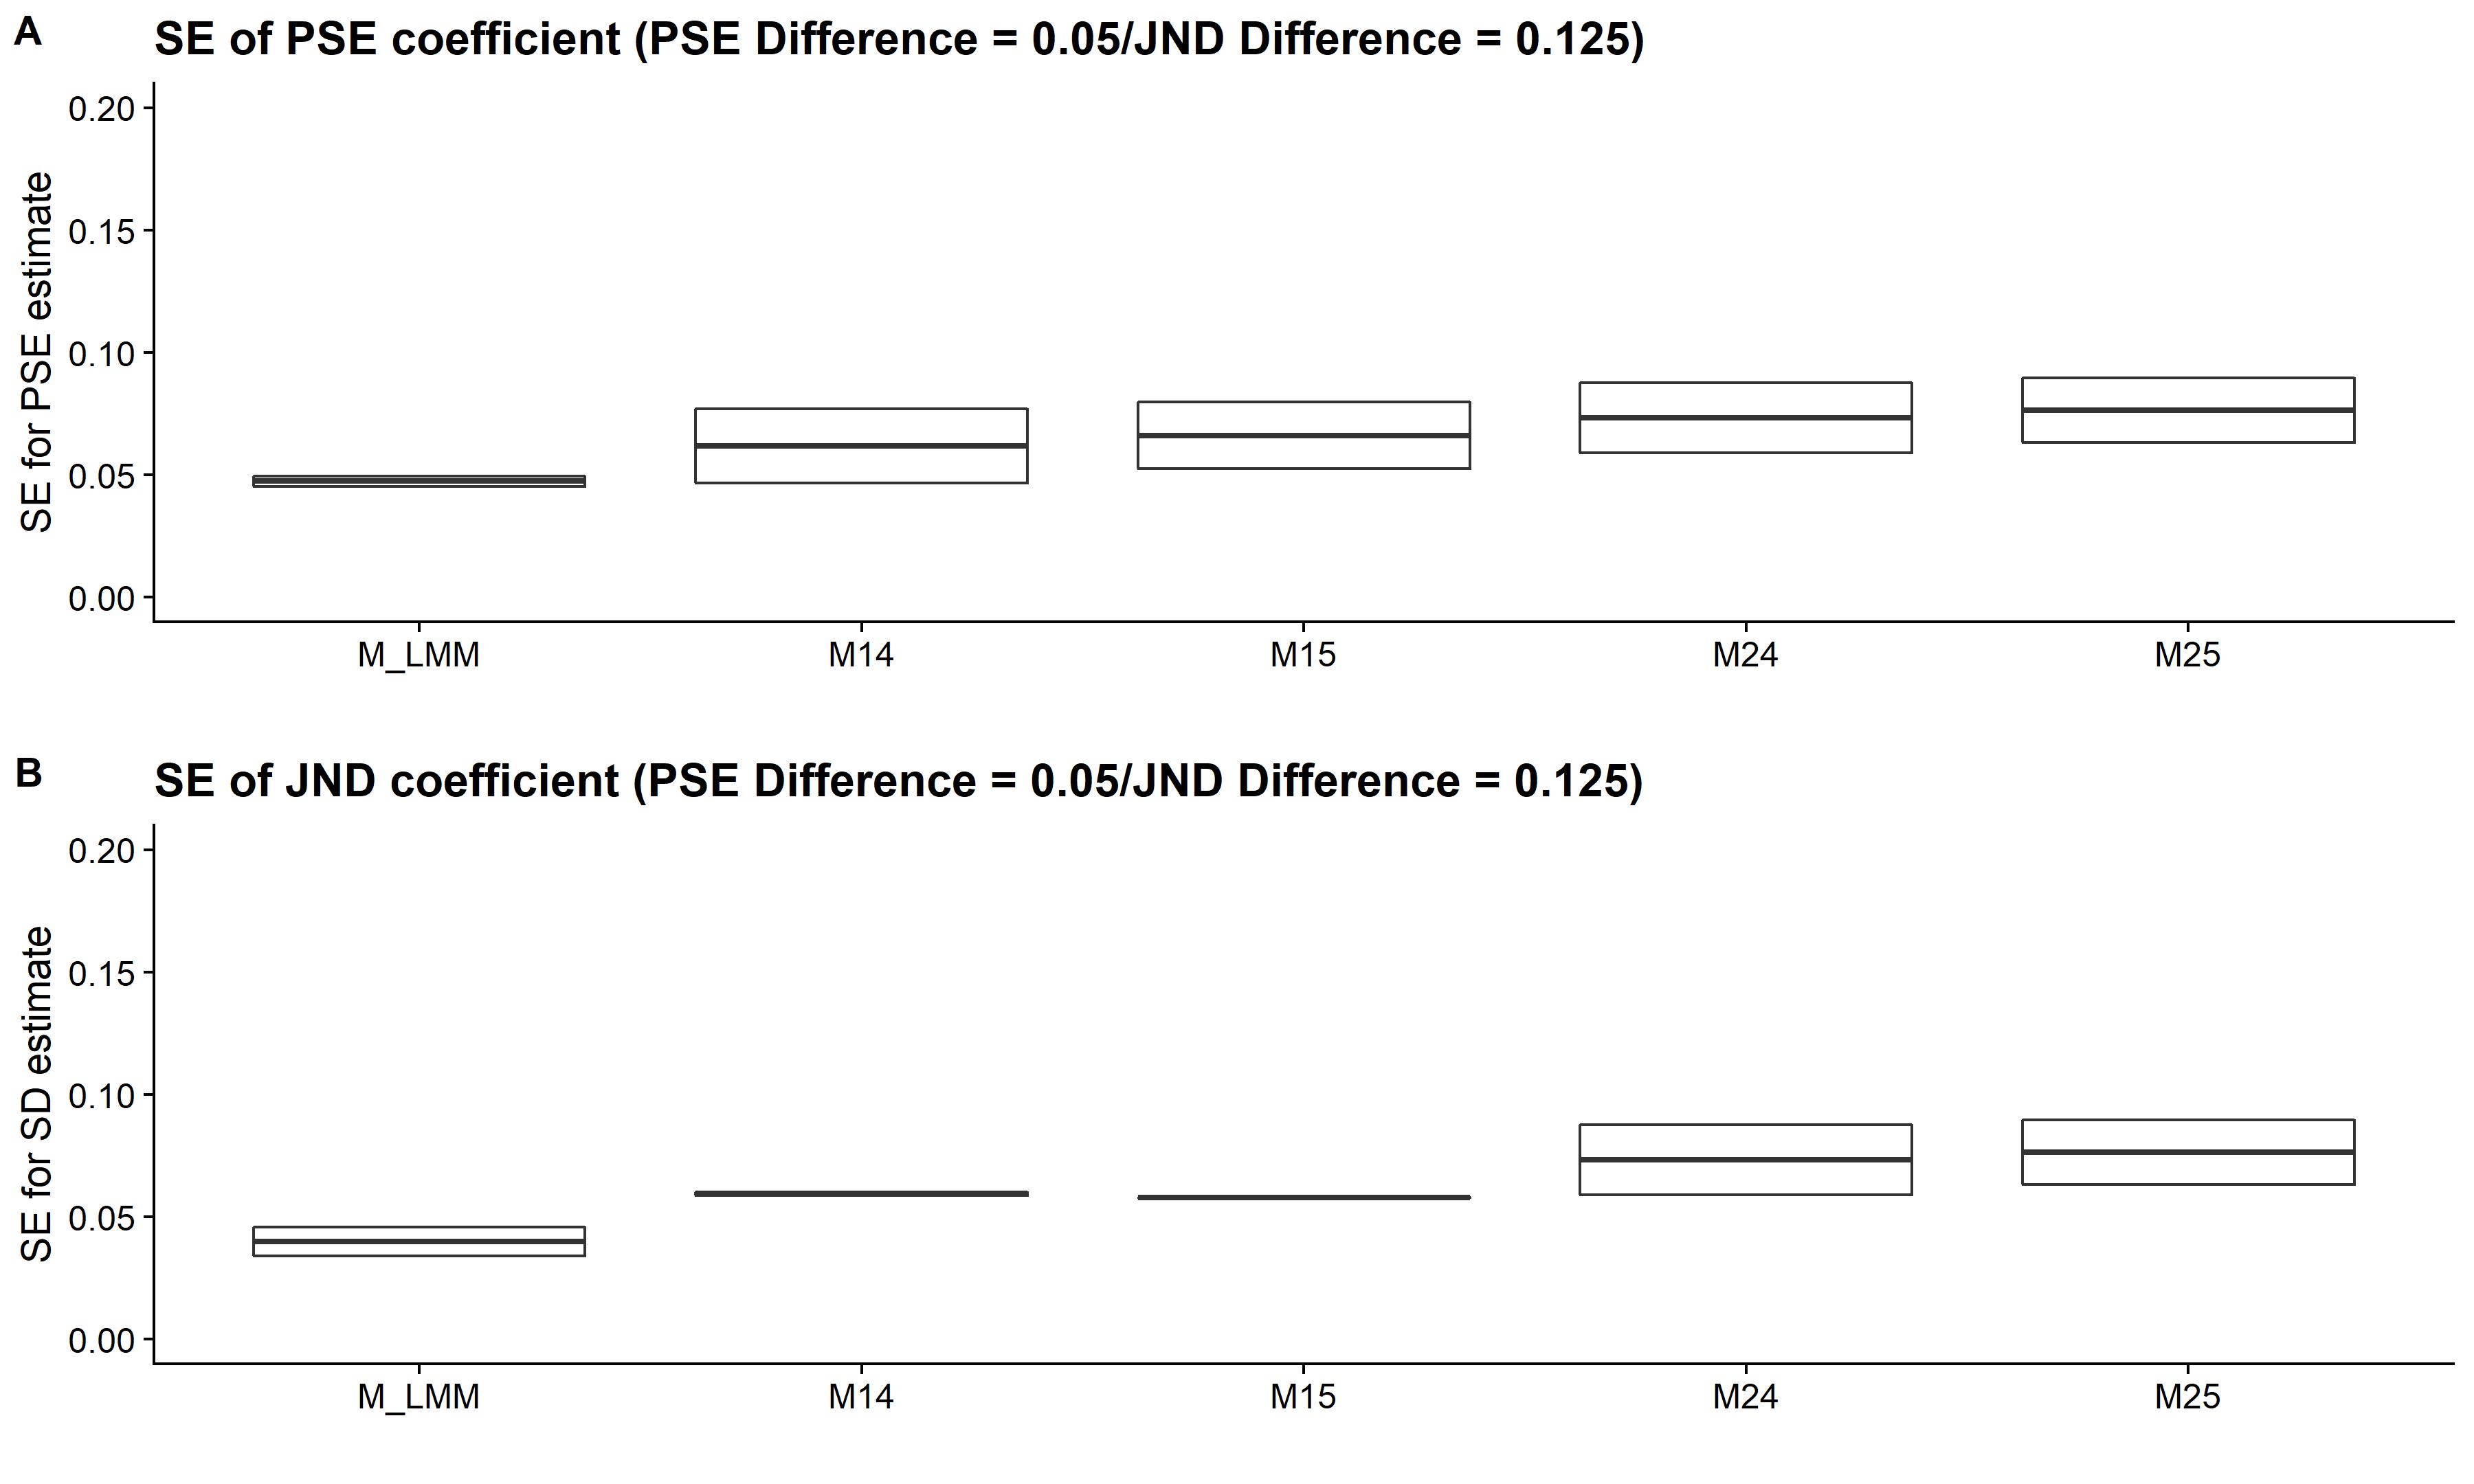 A
SE of PSE coefficient (PSE Difference = 0.05/JND Difference = 0.125)
SE for PSE estimate
0.20
0.15
0.10
0.05
0.00
M_LMM M14 M15 M24 M25
B
SE of JND coefficient (PSE Difference = 0.05/JND Difference = 0.125)
SE for SD estimate
0.20
0.15
0.10
0.05
0.00
M_LMM M14 M15 M24 M25